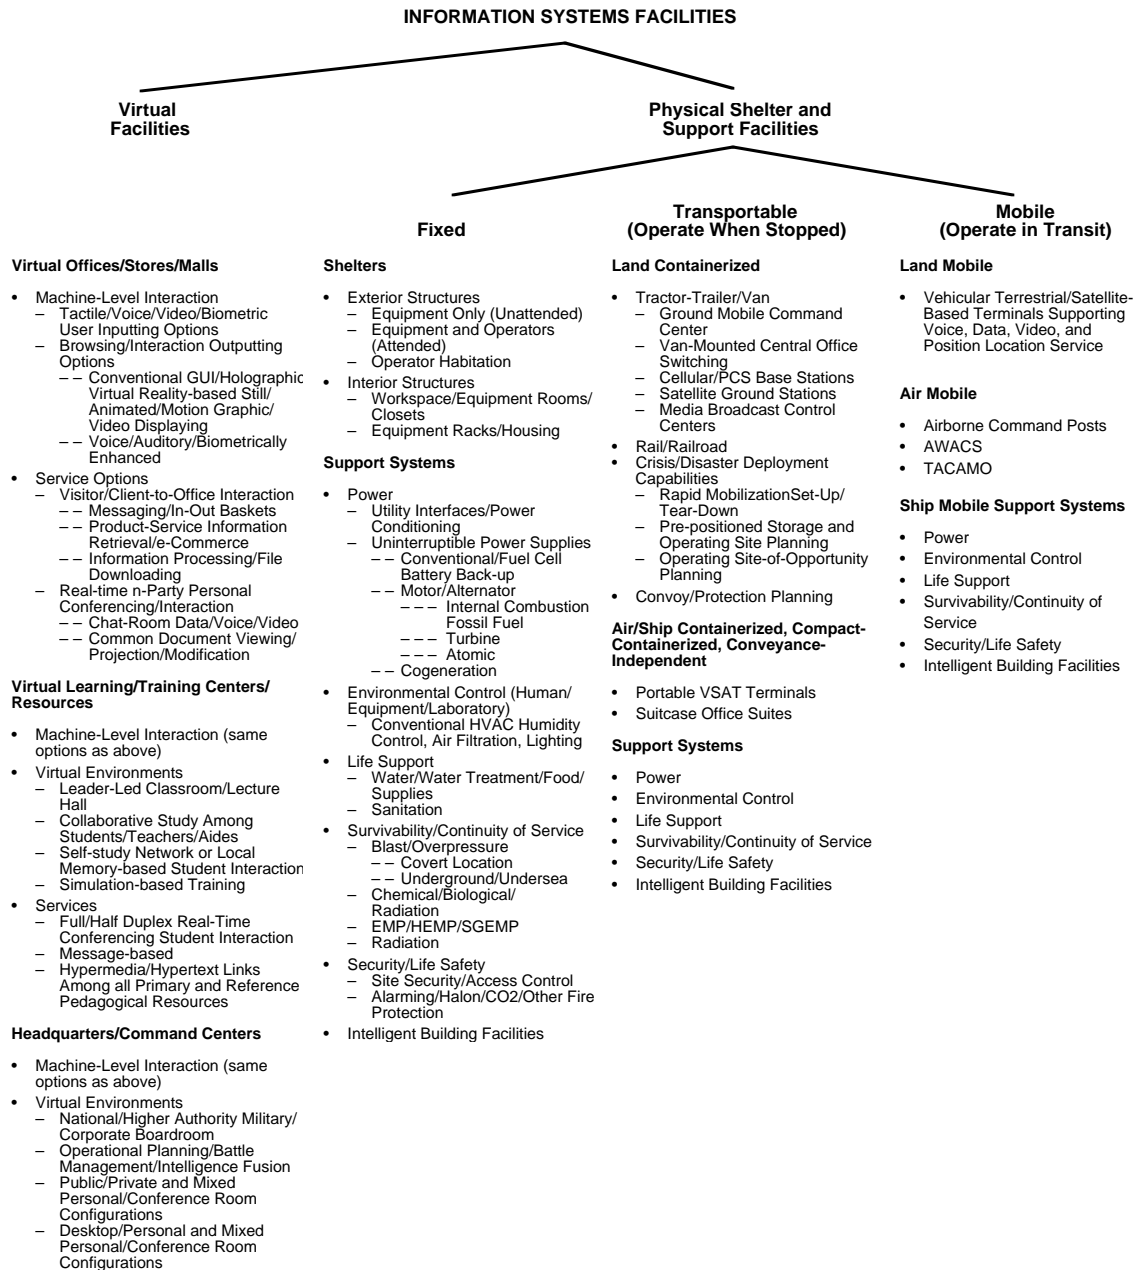 INFORMATION SYSTEMS FACILITIES
Virtual
Facilities
Physical Shelter and
Support Facilities
Fixed
Transportable
(Operate When Stopped)
Mobile
(Operate in Transit)
Virtual Offices/Stores/Malls
• Machine-Level Interaction
– Tactile/Voice/Video/Biometric
User Inputting Options
– Browsing/Interaction Outputting
Options
– – Conventional GUI/Holographic
Virtual Reality-based Still/
Animated/Motion Graphic/
Video Displaying
– – Voice/Auditory/Biometrically
Enhanced
• Service Options
– Visitor/Client-to-Office Interaction
– – Messaging/In-Out Baskets
– – Product-Service Information
Retrieval/e-Commerce
– – Information Processing/File
Downloading
– Real-time n-Party Personal
Conferencing/Interaction
– – Chat-Room Data/Voice/Video
– – Common Document Viewing/
Projection/Modification
Virtual Learning/Training Centers/
Resources
• Machine-Level Interaction (same
options as above)
• Virtual Environments
– Leader-Led Classroom/Lecture
Hall
– Collaborative Study Among
Students/Teachers/Aides
– Self-study Network or Local
Memory-based Student Interaction
– Simulation-based Training
• Services
– Full/Half Duplex Real-Time
Conferencing Student Interaction
– Message-based
– Hypermedia/Hypertext Links
Among all Primary and Reference
Pedagogical Resources
Headquarters/Command Centers
• Machine-Level Interaction (same
options as above)
• Virtual Environments
– National/Higher Authority Military/
Corporate Boardroom
– Operational Planning/Battle
Management/Intelligence Fusion
– Public/Private and Mixed
Personal/Conference Room
Configurations
– Desktop/Personal and Mixed
Personal/Conference Room
Configurations
Shelters
• Exterior Structures
– Equipment Only (Unattended)
– Equipment and Operators
(Attended)
– Operator Habitation
• Interior Structures
– Workspace/Equipment Rooms/
Closets
– Equipment Racks/Housing
Support Systems
• Power
– Utility Interfaces/Power
Conditioning
– Uninterruptible Power Supplies
– – Conventional/Fuel Cell
Battery Back-up
– – Motor/Alternator
– – – Internal Combustion
Fossil Fuel
– – – Turbine
– – – Atomic
– – Cogeneration
• Environmental Control (Human/
Equipment/Laboratory)
– Conventional HVAC Humidity
Control, Air Filtration, Lighting
• Life Support
– Water/Water Treatment/Food/
Supplies
– Sanitation
• Survivability/Continuity of Service
– Blast/Overpressure
– – Covert Location
– – Underground/Undersea
– Chemical/Biological/
Radiation
– EMP/HEMP/SGEMP
– Radiation
• Security/Life Safety
– Site Security/Access Control
– Alarming/Halon/CO2/Other Fire
Protection
• Intelligent Building Facilities
Land Containerized
• Tractor-Trailer/Van
– Ground Mobile Command
Center
– Van-Mounted Central Office
Switching
– Cellular/PCS Base Stations
– Satellite Ground Stations
– Media Broadcast Control
Centers
• Rail/Railroad
• Crisis/Disaster Deployment
Capabilities
– Rapid MobilizationSet-Up/
Tear-Down
– Pre-positioned Storage and
Operating Site Planning
– Operating Site-of-Opportunity
Planning
• Convoy/Protection Planning
Air/Ship Containerized, Compact-
Containerized, Conveyance-
Independent
• Portable VSAT Terminals
• Suitcase Office Suites
Support Systems
• Power
• Environmental Control
• Life Support
• Survivability/Continuity of Service
• Security/Life Safety
• Intelligent Building Facilities
Land Mobile
• Vehicular Terrestrial/Satellite-
Based Terminals Supporting
Voice, Data, Video, and
Position Location Service
Air Mobile
• Airborne Command Posts
• AWACS
• TACAMO
Ship Mobile Support Systems
• Power
• Environmental Control
• Life Support
• Survivability/Continuity of
Service
• Security/Life Safety
• Intelligent Building Facilities